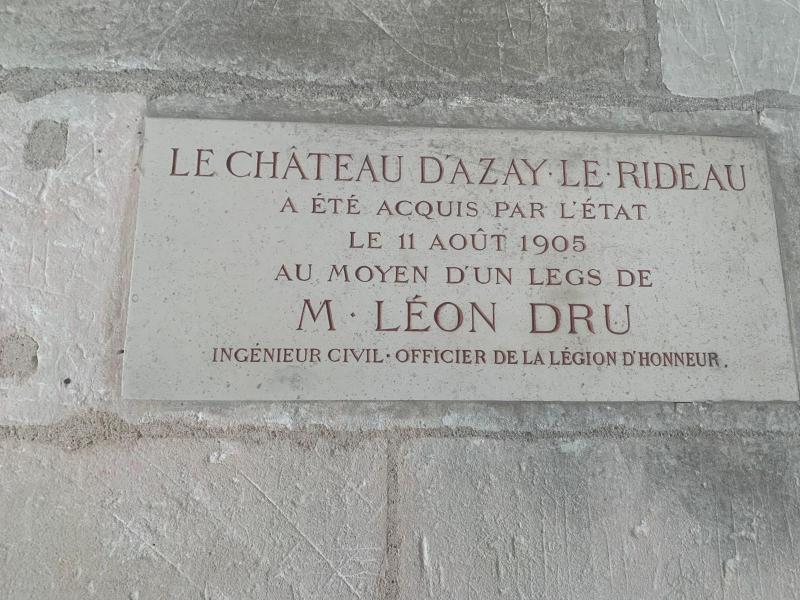 LE CHÂTEAU D'AZAY·LE·RIDEAU
A ÉTÉ ACQUIS PAR L'ÉTAT
LE 11 AOÛT 1905
AU MOYEN D'UN LEGS DE
M· LÉON DRU
INGÉNIEUR CIVIL· OFFICIER DE LA LÉGION D'HONNEUR.